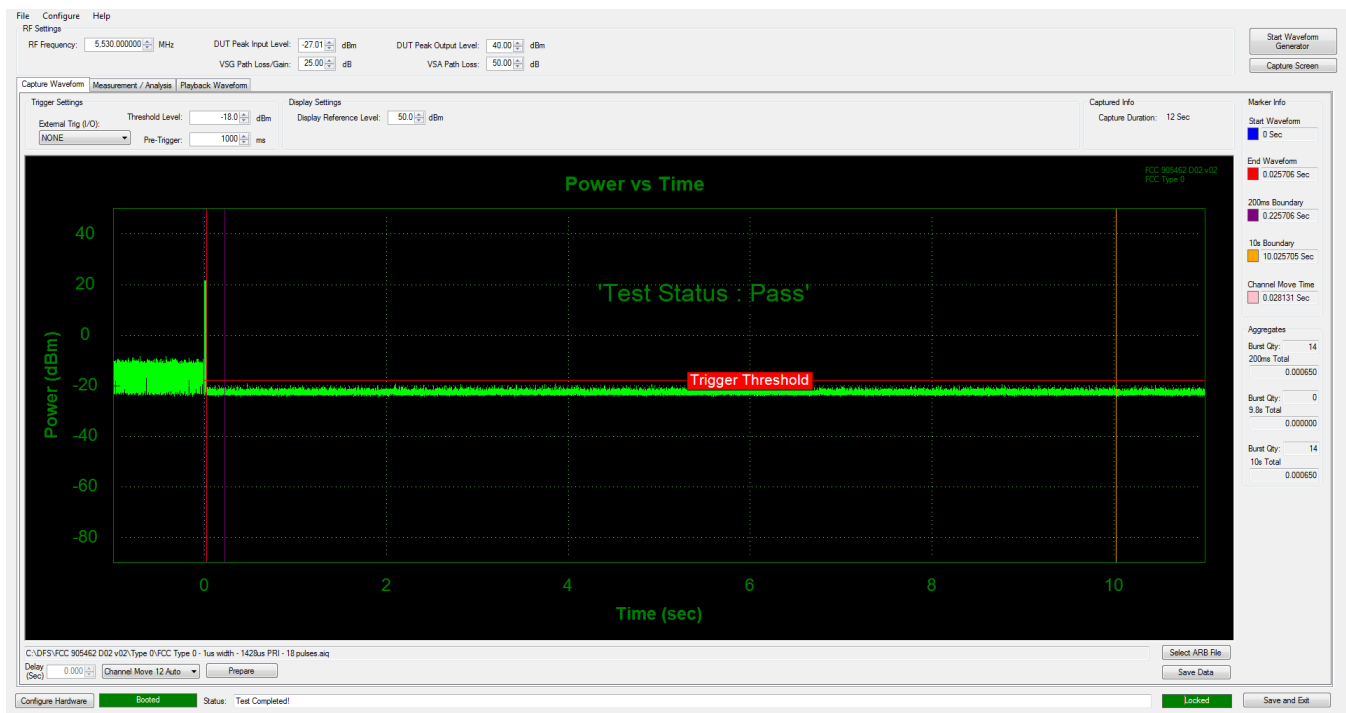 File Configure Help
RF Settings
RF Frequency: 5,530.000000 MHz DUT Peak Input Level: -27.01 dBm DUT Peak Output Level: 40.00 dBm
VSG Path Loss/Gain: 25.00 dB VSA Path Loss: 50.00 dB
Start Waveform Generator
Capture Screen
Capture Waveform Measurement / Analysis Playback Waveform
Trigger Settings
External Trig (I/O):
NONE
Threshold Level: -18.0 dBm
Pre-Trigger: 1000 ms
Display Settings
Display Reference Level: 50.0 dBm
Captured Info
Capture Duration: 12 Sec
Marker Info
Start Waveform
0 Sec
End Waveform
0.025706 Sec
200ms Boundary
0.225706 Sec
10s Boundary
10.025705 Sec
Channel Move Time
0.028131 Sec
Aggregates
Burst Qty: 14
200ms Total
0.000650
Burst Qty: 0
9.8s Total
0.000000
Burst Qty: 14
10s Total
0.000650
Power vs Time
FCC 905462 D02 v02
FCC Type 0
'Test Status : Pass'
Trigger Threshold
Power (dBm)
40
20
0
-20
-40
-60
-80
0 2 4 6 8 10
Time (sec)
C:\DFS\FCC 905462 D02 v02\Type 0\FCC Type 0 - 1us width - 1428us PRI - 18 pulses.aiq
Select ARB File
Delay (Sec) 0.000 Channel Move 12 Auto Prepare
Save Data
Configure Hardware Booted Status: Test Completed! Locked Save and Exit